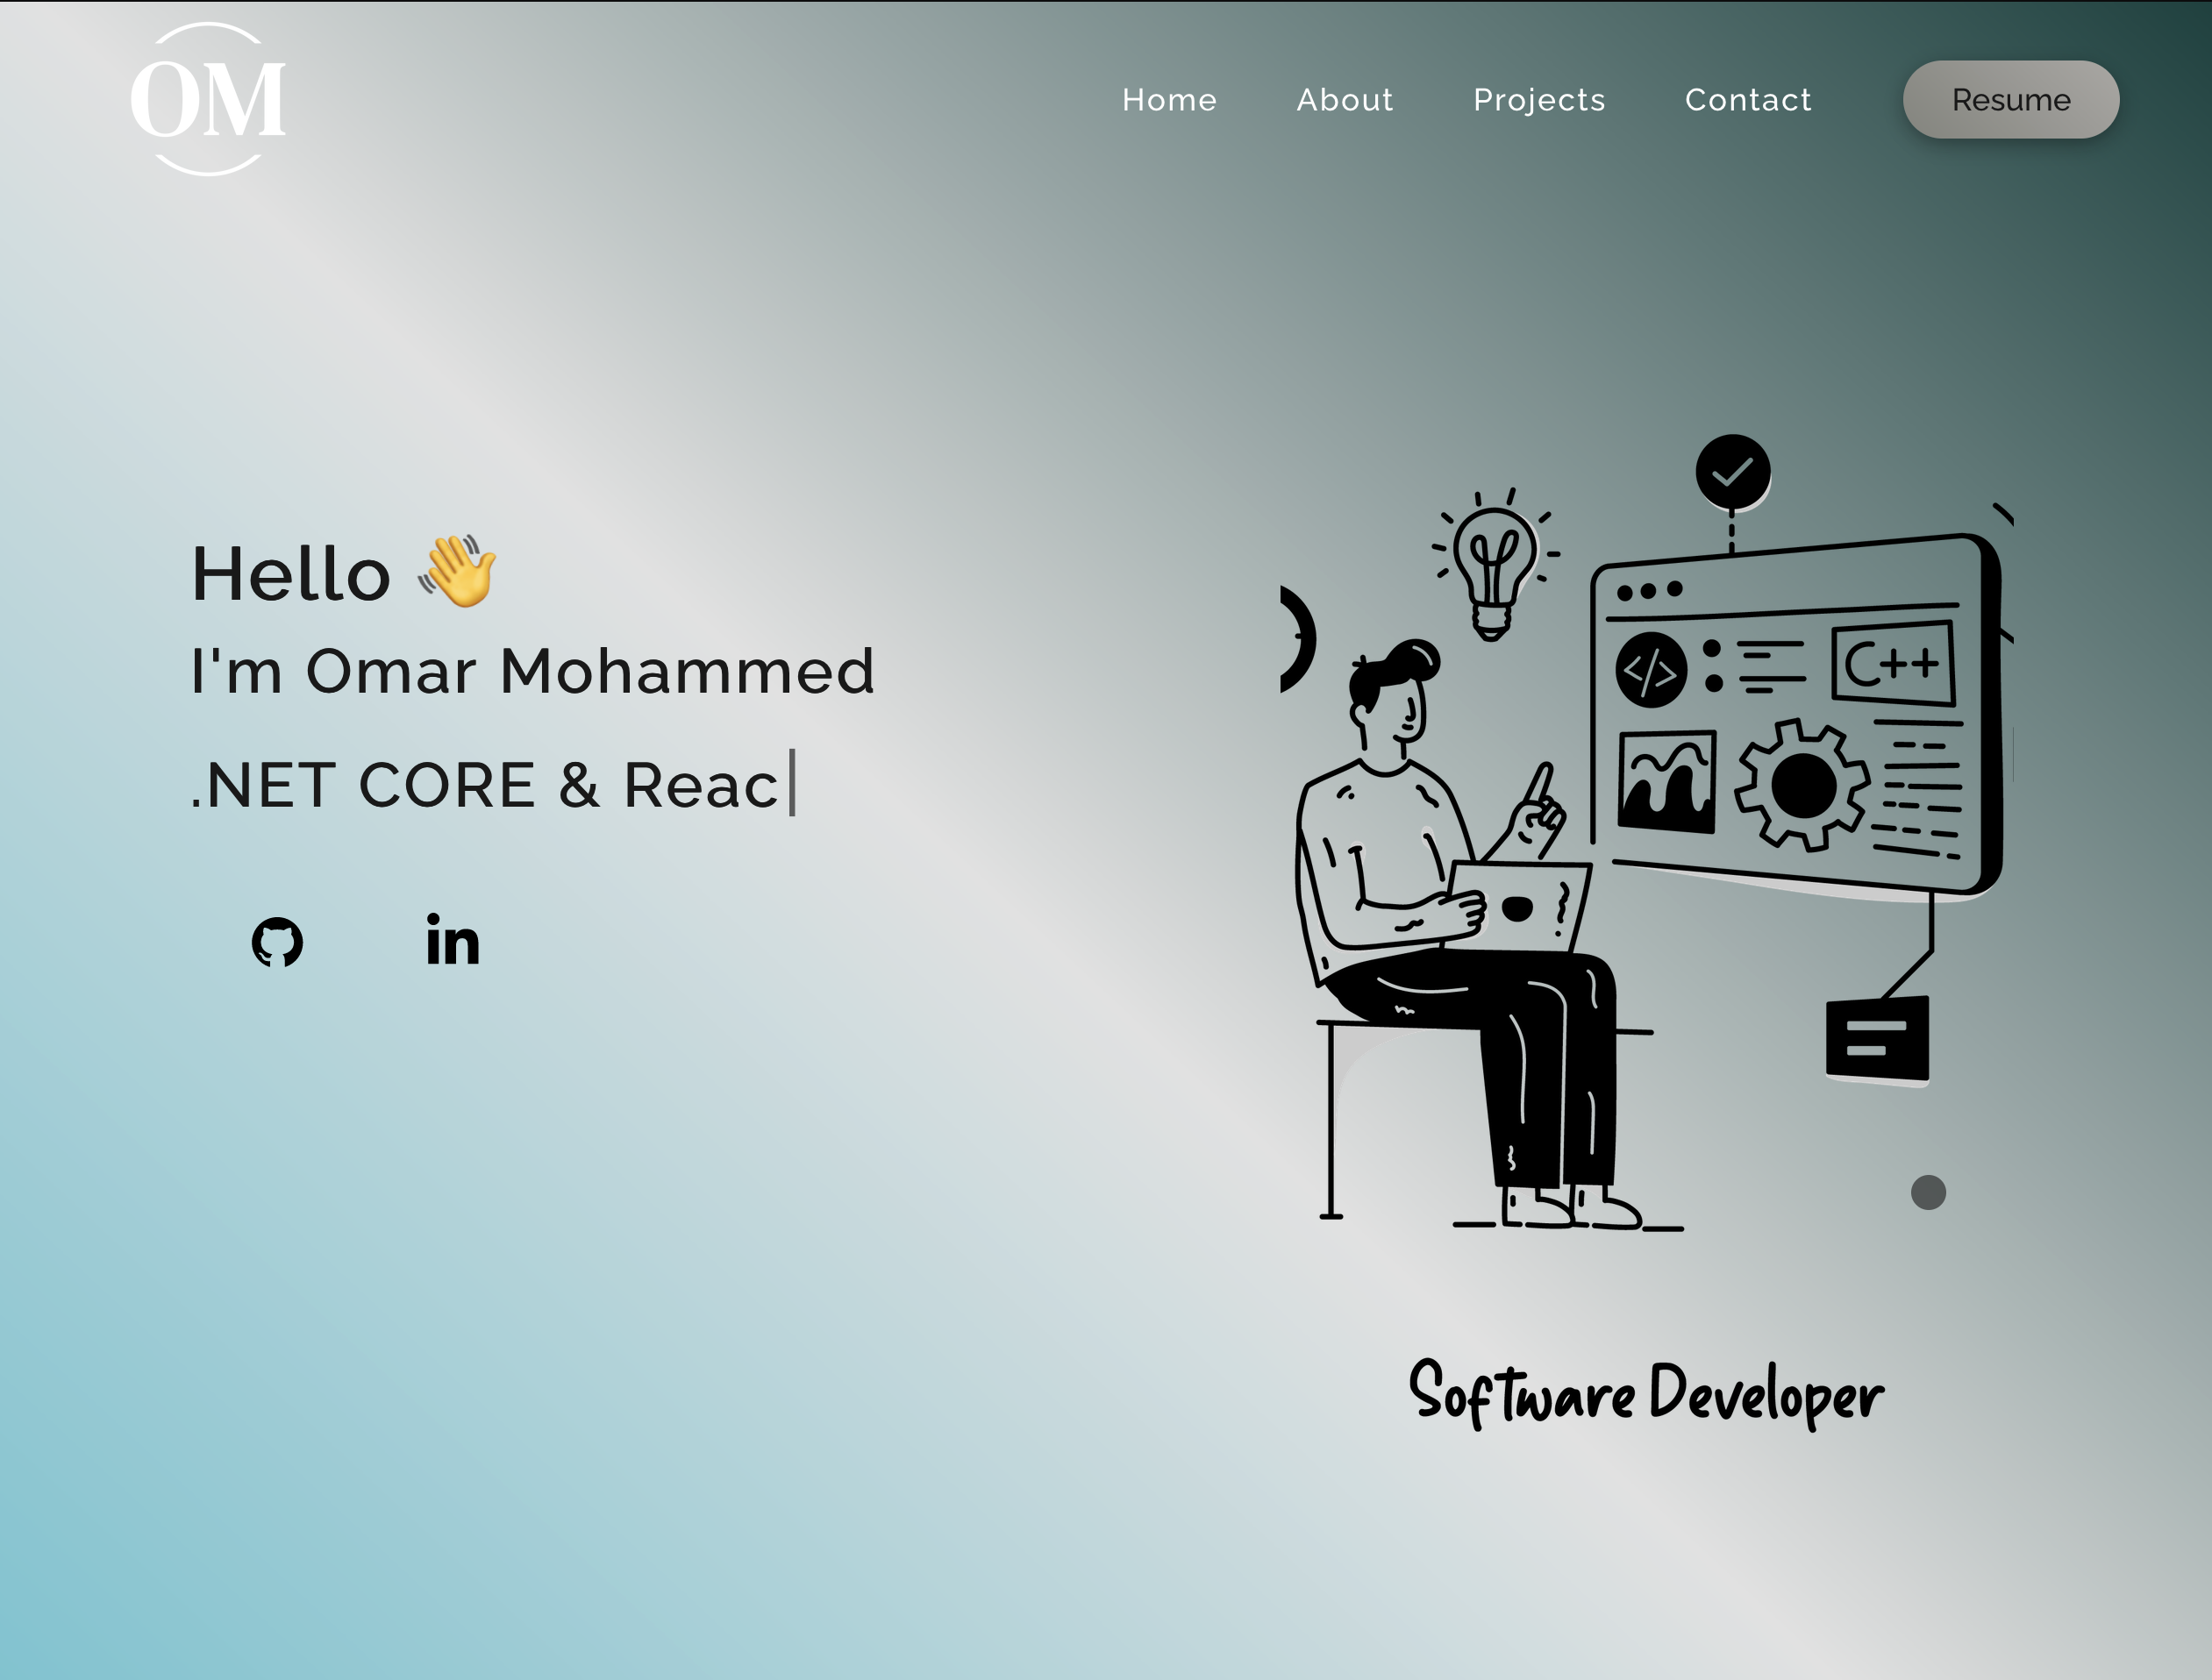 OM
Home
About
Projects
Contact
Resume
Hello 👋
I'm Omar Mohammed
.NET CORE & Reac
in
</>
C++
Software Developer